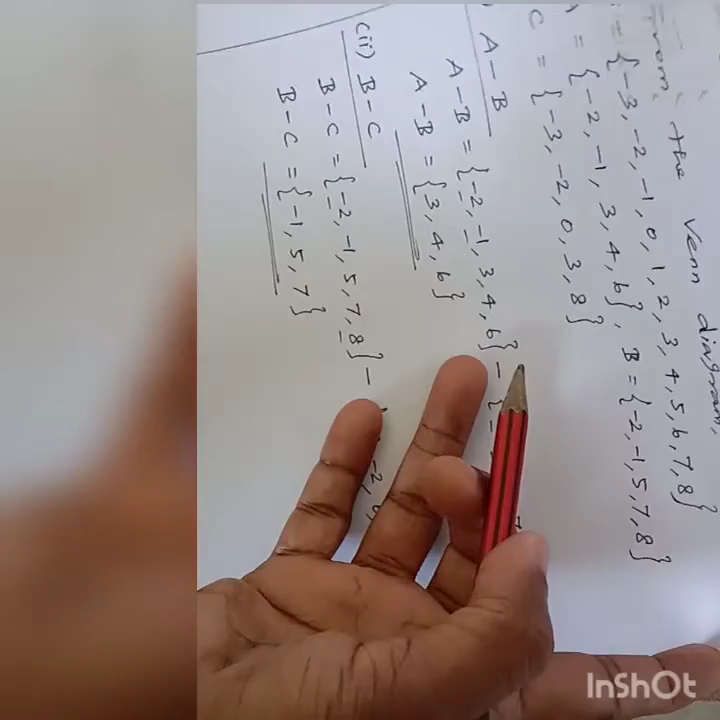 From the Venn diagram,
= {-3, -2, -1, 0, 1, 2, 3, 4, 5, 6, 7, 8}
A = {-2, -1, 3, 4, 6}, B = {-2, -1, 5, 7, 8}
C = {-3, -2, 0, 3, 8}
A - B
A - B = {-2, -1, 3, 4, 6} - {-
A - B = {3, 4, 6}
(ii) B - C
B - C = {-2, -1, 5, 7, 8} - -2, 0,
B - C = {-1, 5, 7}
InShOt